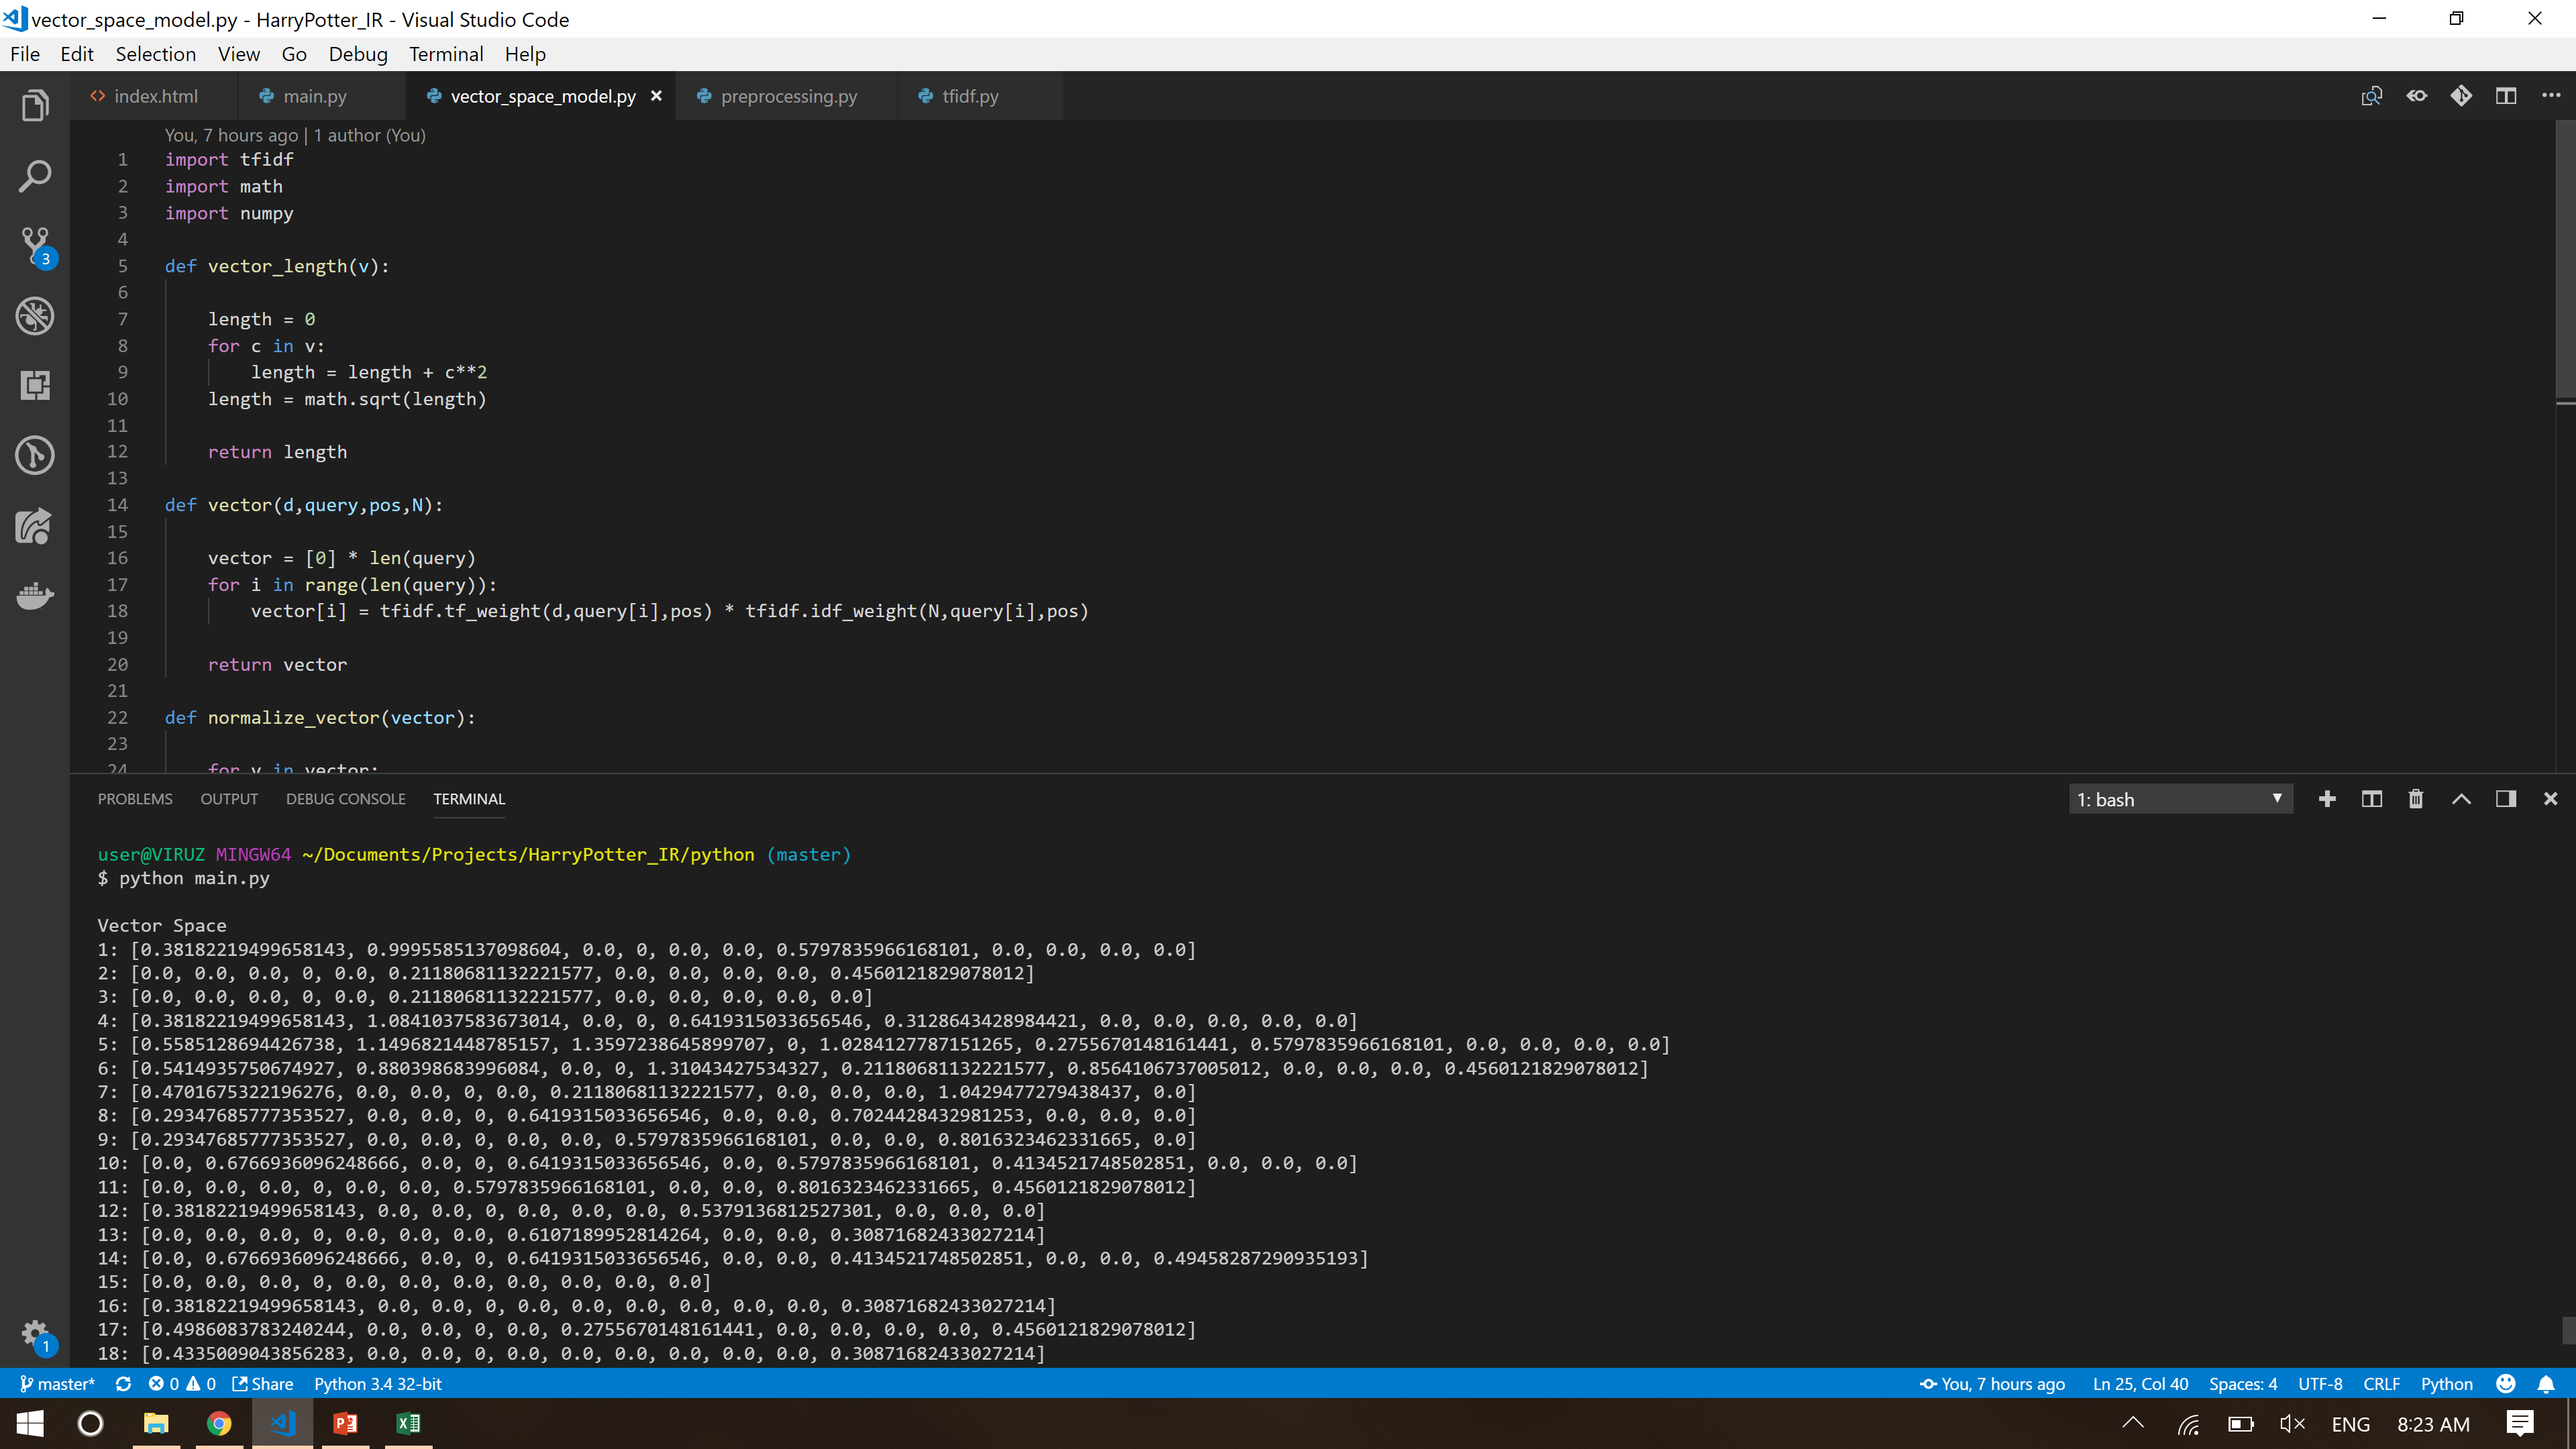 vector_space_model.py - HarryPotter_IR - Visual Studio Code
File Edit Selection View Go Debug Terminal Help
index.html main.py vector_space_model.py preprocessing.py tfidf.py
You, 7 hours ago | 1 author (You)
1 import tfidf
2 import math
3 import numpy
4
5 def vector_length(v):
6
7 length = 0
8 for c in v:
9 length = length + c**2
10 length = math.sqrt(length)
11
12 return length
13
14 def vector(d,query,pos,N):
15
16 vector = [0] * len(query)
17 for i in range(len(query)):
18 vector[i] = tfidf.tf_weight(d,query[i],pos) * tfidf.idf_weight(N,query[i],pos)
19
20 return vector
21
22 def normalize_vector(vector):
23
24 for v in vector:
PROBLEMS OUTPUT DEBUG CONSOLE TERMINAL 1: bash
user@VIRUZ MINGW64 ~/Documents/Projects/HarryPotter_IR/python (master)
$ python main.py
Vector Space
1: [0.38182219499658143, 0.9995585137098604, 0.0, 0, 0.0, 0.0, 0.5797835966168101, 0.0, 0.0, 0.0, 0.0]
2: [0.0, 0.0, 0.0, 0, 0.0, 0.21180681132221577, 0.0, 0.0, 0.0, 0.0, 0.4560121829078012]
3: [0.0, 0.0, 0.0, 0, 0.0, 0.21180681132221577, 0.0, 0.0, 0.0, 0.0, 0.0]
4: [0.38182219499658143, 1.0841037583673014, 0.0, 0, 0.6419315033656546, 0.3128643428984421, 0.0, 0.0, 0.0, 0.0, 0.0]
5: [0.5585128694426738, 1.1496821448785157, 1.3597238645899707, 0, 1.0284127787151265, 0.2755670148161441, 0.5797835966168101, 0.0, 0.0, 0.0, 0.0]
6: [0.5414935750674927, 0.880398683996084, 0.0, 0, 1.31043427534327, 0.21180681132221577, 0.8564106737005012, 0.0, 0.0, 0.0, 0.4560121829078012]
7: [0.4701675322196276, 0.0, 0.0, 0, 0.0, 0.21180681132221577, 0.0, 0.0, 0.0, 1.0429477279438437, 0.0]
8: [0.29347685777353527, 0.0, 0.0, 0, 0.6419315033656546, 0.0, 0.0, 0.7024428432981253, 0.0, 0.0, 0.0]
9: [0.29347685777353527, 0.0, 0.0, 0, 0.0, 0.0, 0.5797835966168101, 0.0, 0.0, 0.8016323462331665, 0.0]
10: [0.0, 0.6766936096248666, 0.0, 0, 0.6419315033656546, 0.0, 0.5797835966168101, 0.4134521748502851, 0.0, 0.0, 0.0]
11: [0.0, 0.0, 0.0, 0, 0.0, 0.0, 0.5797835966168101, 0.0, 0.0, 0.8016323462331665, 0.4560121829078012]
12: [0.38182219499658143, 0.0, 0.0, 0, 0.0, 0.0, 0.0, 0.5379136812527301, 0.0, 0.0, 0.0]
13: [0.0, 0.0, 0.0, 0, 0.0, 0.0, 0.0, 0.6107189952814264, 0.0, 0.0, 0.30871682433027214]
14: [0.0, 0.6766936096248666, 0.0, 0, 0.6419315033656546, 0.0, 0.0, 0.4134521748502851, 0.0, 0.0, 0.49458287290935193]
15: [0.0, 0.0, 0.0, 0, 0.0, 0.0, 0.0, 0.0, 0.0, 0.0, 0.0]
16: [0.38182219499658143, 0.0, 0.0, 0, 0.0, 0.0, 0.0, 0.0, 0.0, 0.0, 0.30871682433027214]
17: [0.4986083783240244, 0.0, 0.0, 0, 0.0, 0.2755670148161441, 0.0, 0.0, 0.0, 0.0, 0.4560121829078012]
18: [0.4335009043856283, 0.0, 0.0, 0, 0.0, 0.0, 0.0, 0.0, 0.0, 0.0, 0.30871682433027214]
master* 0 0 Share Python 3.4 32-bit You, 7 hours ago Ln 25, Col 40 Spaces: 4 UTF-8 CRLF Python
ENG 8:23 AM